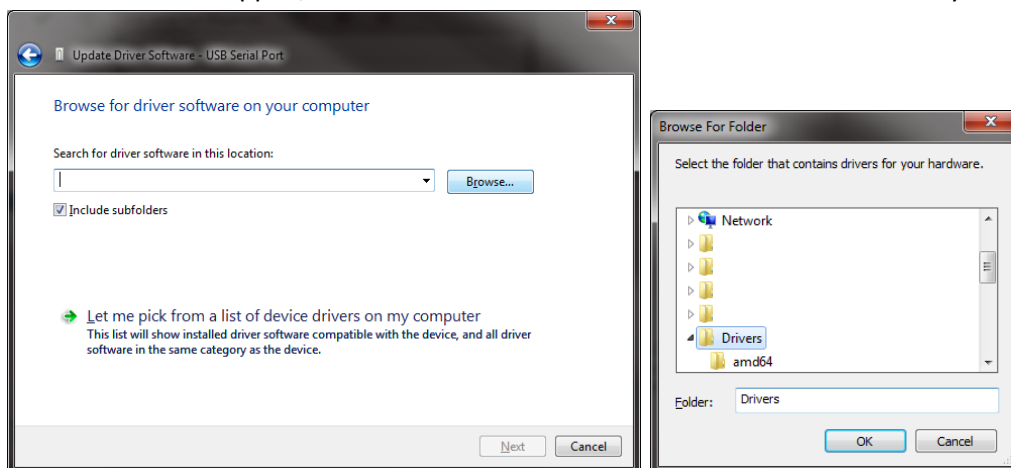 Update Driver Software - USB Serial Port
Browse for driver software on your computer
Search for driver software in this location:
Browse...
Include subfolders
Let me pick from a list of device drivers on my computer
This list will show installed driver software compatible with the device, and all driver
software in the same category as the device.
Next
Cancel
Browse For Folder
Select the folder that contains drivers for your hardware.
Network
Drivers
amd64
Folder:
Drivers
OK
Cancel